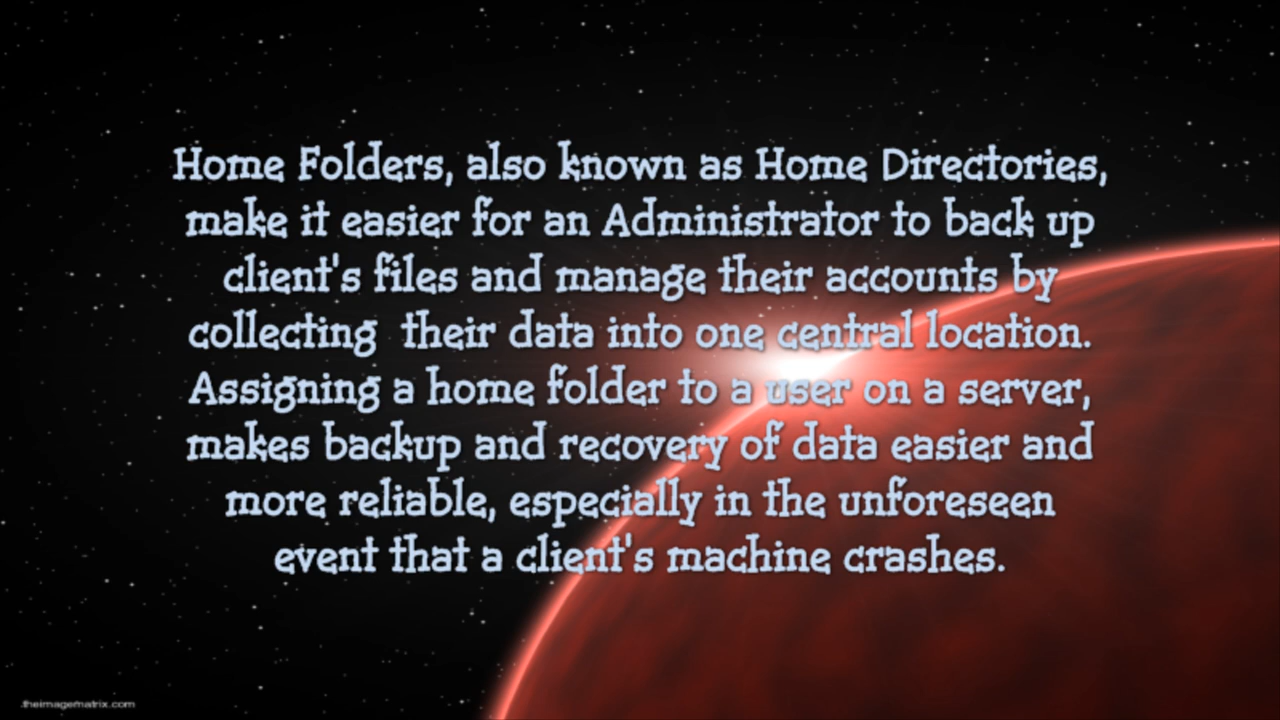 Home Folders, also known as Home Directories,
make it easier for an Administrator to back up
client's files and manage their accounts by
collecting  their data into one central location.
Assigning a home folder to a user on a server,
makes backup and recovery of data easier and
more reliable, especially in the unforeseen
event that a client's machine crashes.
.theimagematrix.com